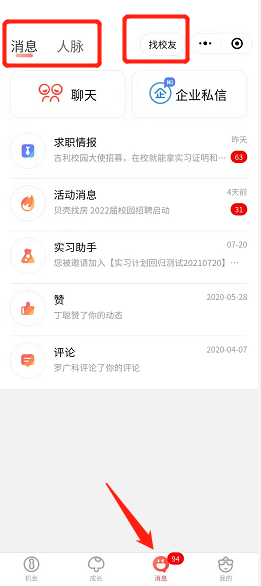 消息 人脉 找校友
聊天 企业私信
Hi
企
求职情报 昨天
吉利校园大使招募，在校就能拿实习证明和… 63
活动消息 4天前
贝壳找房 2022届校园招聘启动 31
实习助手 07-20
您被邀请加入【实习计划回归测试20210720】…
赞 2020-05-28
丁聪赞了你的动态
评论 2020-04-07
罗广科评论了你的评论
94
机会 成长 消息 我的